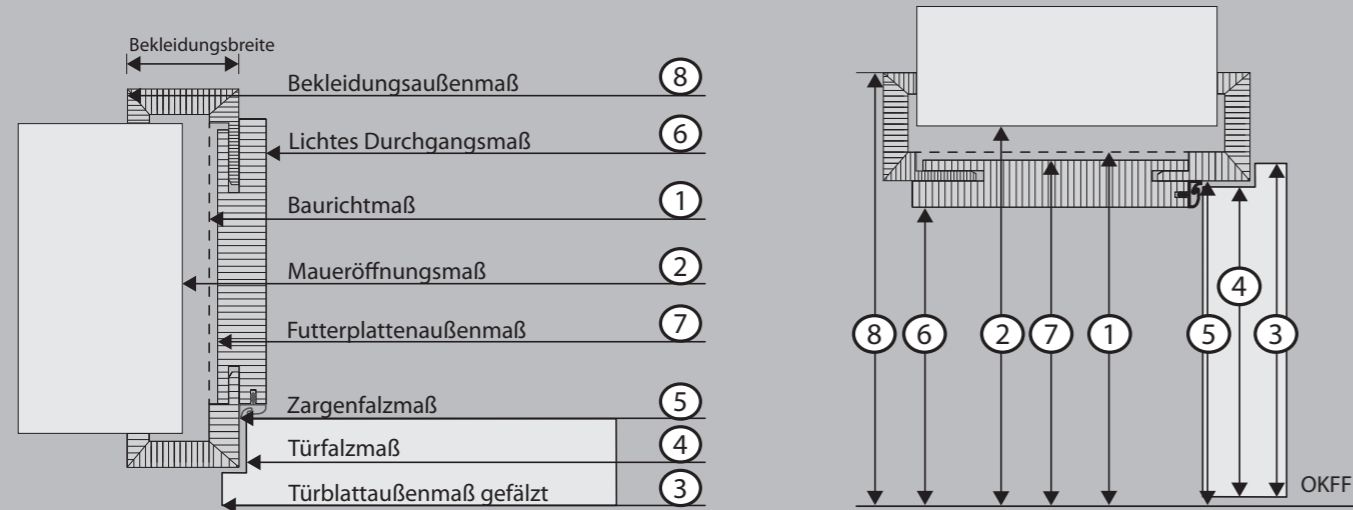 Bekleidungsbreite
Bekleidungsaußenmaß 8
Lichtes Durchgangsmaß 6
Baurichtmaß 1
Maueröffnungsmaß 2
Futterplattenaußenmaß 7
Zargenfalzmaß 5
Türfalzmaß 4
Türblattaußenmaß gefälzt 3
4
8 6 2 7 1 5 3
OKFF